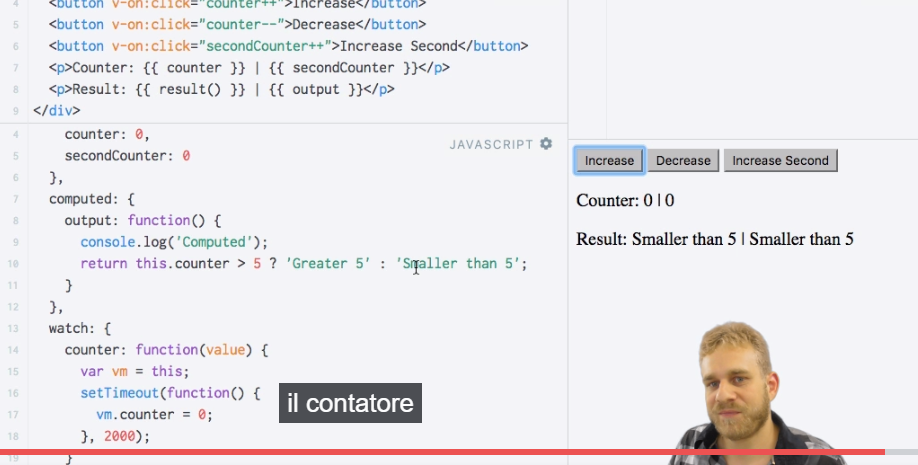 4 <button v-on:click="counter++">Increase</button>
5 <button v-on:click="counter--">Decrease</button>
6 <button v-on:click="secondCounter++">Increase Second</button>
7 <p>Counter: {{ counter }} | {{ secondCounter }}</p>
8 <p>Result: {{ result() }} | {{ output }}</p>
9 </div>
4 counter: 0,
5 secondCounter: 0
6 },
7 computed: {
8 output: function() {
9 console.log('Computed');
10 return this.counter > 5 ? 'Greater 5' : 'Smaller than 5';
11 }
12 },
13 watch: {
14 counter: function(value) {
15 var vm = this;
16 setTimeout(function() {
17 vm.counter = 0;
18 }, 2000);
19 }
JAVASCRIPT
Increase Decrease Increase Second
Counter: 0 | 0
Result: Smaller than 5 | Smaller than 5
il contatore